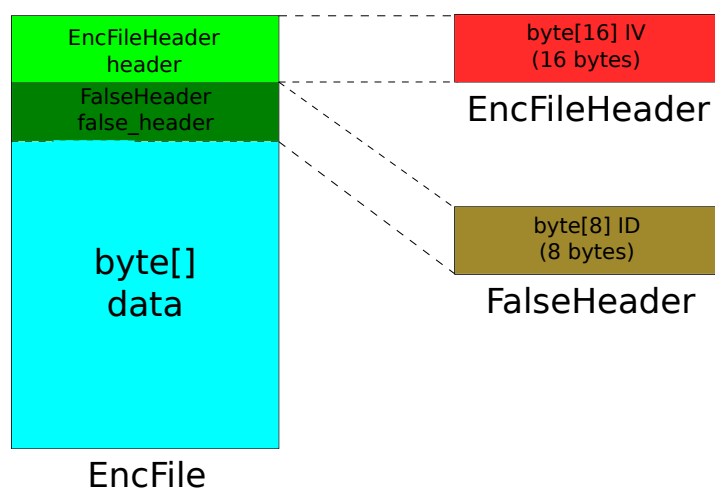 EncFileHeader
header
FalseHeader
false_header
byte[]
data
EncFile
byte[16] IV
(16 bytes)
EncFileHeader
byte[8] ID
(8 bytes)
FalseHeader